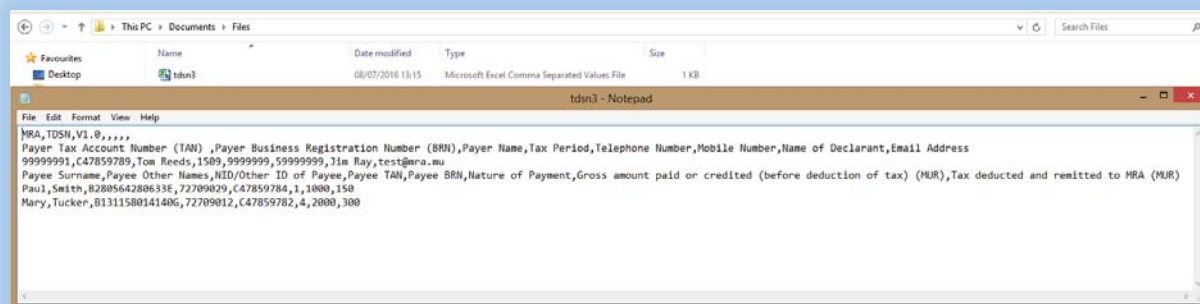 This PC ▸ Documents ▸ Files
Search Files
Favourites
Desktop
Name Date modified Type Size
tdsn3 08/07/2016 13:15 Microsoft Excel Comma Separated Values File 1 KB
tdsn3 - Notepad
File Edit Format View Help
MRA,TDSN,V1.0,,,,,
Payer Tax Account Number (TAN) ,Payer Business Registration Number (BRN),Payer Name,Tax Period,Telephone Number,Mobile Number,Name of Declarant,Email Address
99999991,C47859789,Tom Reeds,1509,9999999,59999999,Jim Ray,test@mra.mu
Payee Surname,Payee Other Names,NID/Other ID of Payee,Payee TAN,Payee BRN,Nature of Payment,Gross amount paid or credited (before deduction of tax) (MUR),Tax deducted and remitted to MRA (MUR)
Paul,Smith,B280564280633E,72709029,C47859784,1,1000,150
Mary,Tucker,B131158014140G,72709012,C47859782,4,2000,300